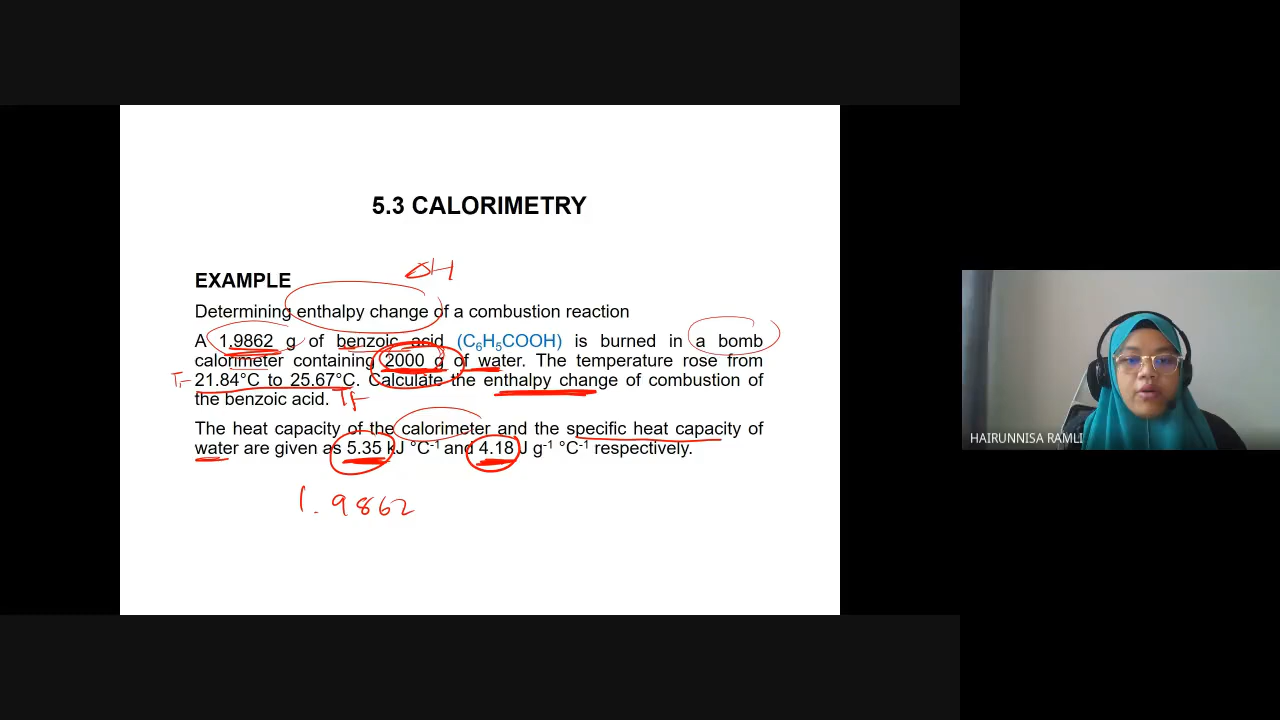 5.3 CALORIMETRY
ΔH
EXAMPLE
Determining enthalpy change of a combustion reaction
A 1.9862 g of benzoic acid (C₆H₅COOH) is burned in a bomb
calorimeter containing 2000 g of water. The temperature rose from
Ti 21.84°C to 25.67°C. Calculate the enthalpy change of combustion of
the benzoic acid. Tf
The heat capacity of the calorimeter and the specific heat capacity of
water are given as 5.35 kJ °C⁻¹ and 4.18 J g⁻¹ °C⁻¹ respectively.
1.9862
HAIRUNNISA RAMLI